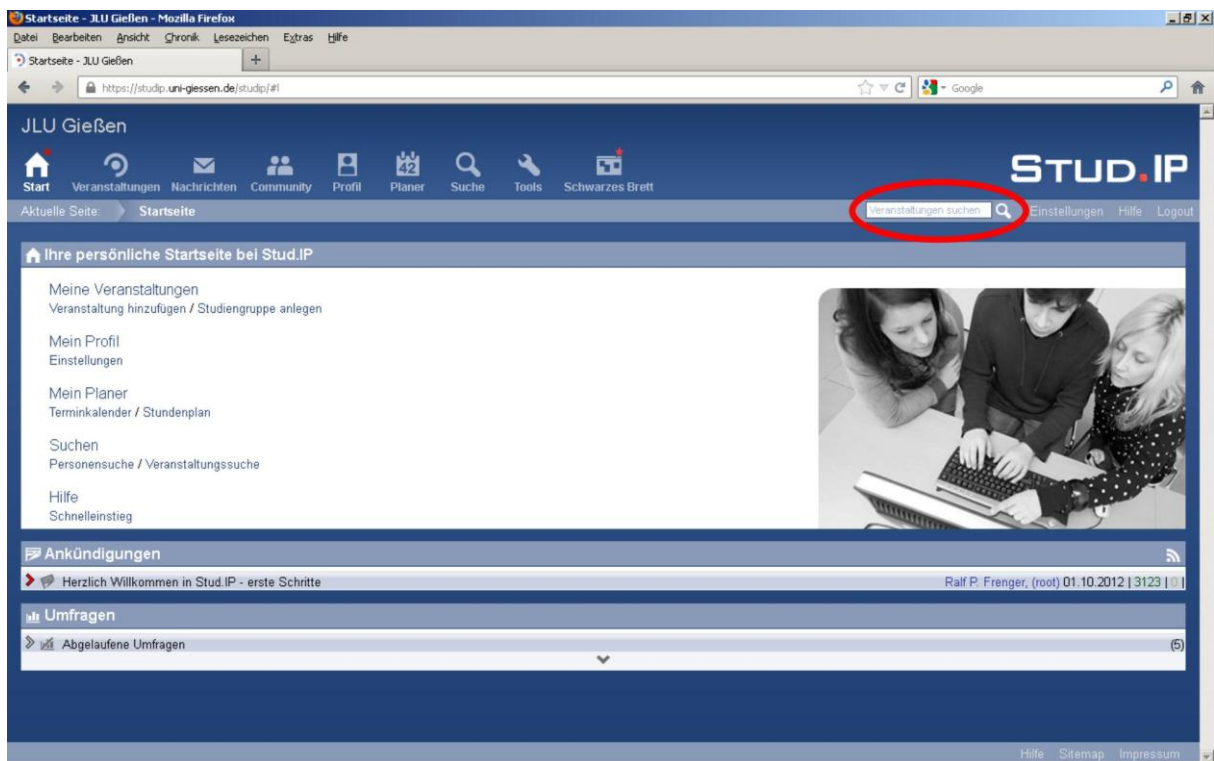 Startseite - JLU Gießen - Mozilla Firefox
Datei Bearbeiten Ansicht Chronik Lesezeichen Extras Hilfe
Startseite - JLU Gießen
https://studip.uni-giessen.de/studip/#l
Google
JLU Gießen
42
Start Veranstaltungen Nachrichten Community Profil Planer Suche Tools Schwarzes Brett
STUD.IP
Aktuelle Seite: Startseite
Veranstaltungen suchen
Einstellungen Hilfe Logout
Ihre persönliche Startseite bei Stud.IP
Meine Veranstaltungen
Veranstaltung hinzufügen / Studiengruppe anlegen
Mein Profil
Einstellungen
Mein Planer
Terminkalender / Stundenplan
Suchen
Personensuche / Veranstaltungssuche
Hilfe
Schnelleinstieg
Ankündigungen
Herzlich Willkommen in Stud.IP - erste Schritte
Ralf P. Frenger, (root) 01.10.2012 | 3123 | 0 |
Umfragen
Abgelaufene Umfragen
(5)
Hilfe Sitemap Impressum